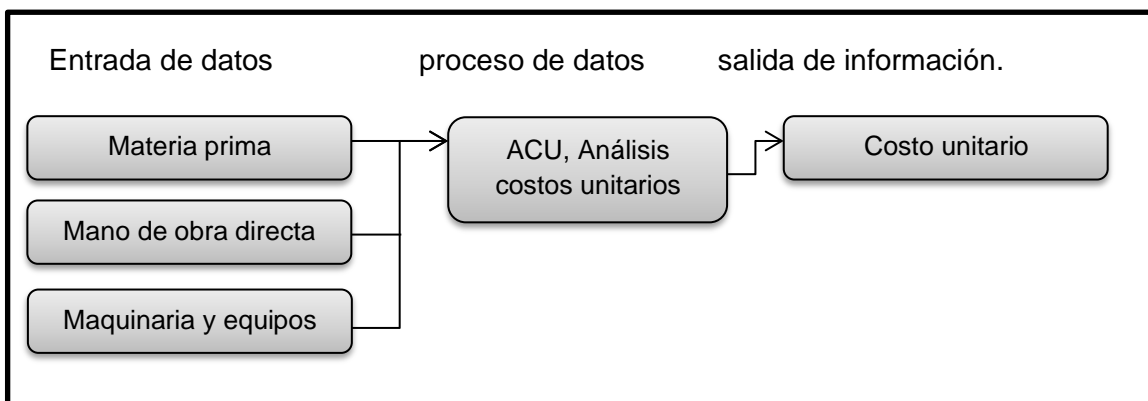 Entrada de datos
proceso de datos
salida de información.
Materia prima
Mano de obra directa
Maquinaria y equipos
ACU, Análisis
costos unitarios
Costo unitario